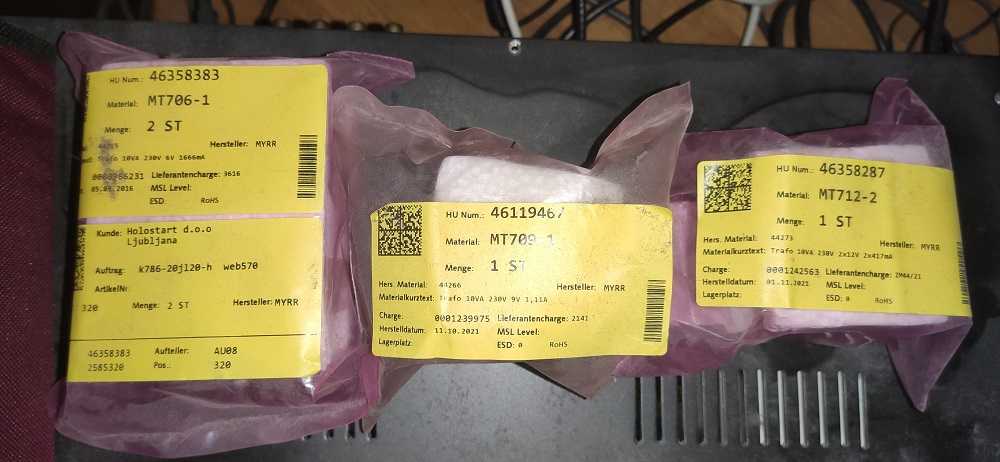 HU Num.: 46358383
Material: MT706-1
Menge: 2 ST
Hersteller: MYRR
Trafo 10VA 230V 6V 1666mA
Lieferantencharge: 3616
2016 MSL Level:
ESD: RoHS
Kunde: Holostart d.o.o
Ljubljana
Auftrag: k786-20jl20-h web570
ArtikelNr
320 Menge: 2 ST Hersteller: MYRR
46358383 Aufteiler: AU08
2585320 Pos.: 320
HU Num.: 46119467
Material: MT709-1
Menge: 1 ST
Hers. Material: 44266 Hersteller: MYRR
Materialkurztext: Trafo 10VA 230V 9V 1,11A
Charge: 0001239975 Lieferantencharge: 2141
Herstelldatum: 11.10.2021 MSL Level:
Lagerplatz: ESD: 0 RoHS
HU Num.: 46358287
Material: MT712-2
Menge: 1 ST
Hers. Material: 44273 Hersteller: MYRR
Materialkurztext: Trafo 10VA 230V 2x12V 2x417mA
Charge: 0001242563 Lieferantencharge: 2M44/21
Herstelldatum: 01.11.2021 MSL Level:
Lagerplatz: ESD: 0 RoHS